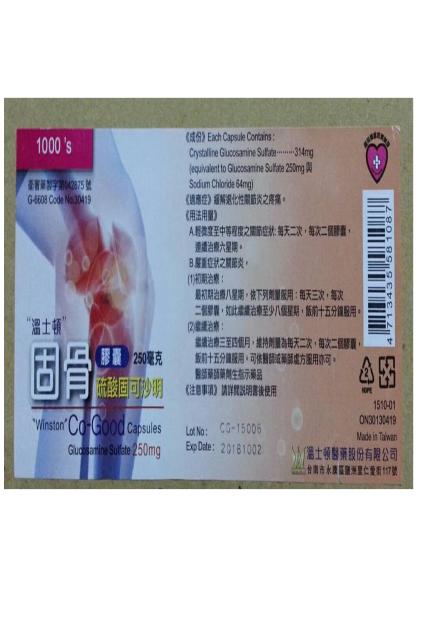 1000 's
衛署藥製字第042875號
G-6608 Code No.30419
"溫士頓"
固骨 膠囊 250毫克
硫酸固可沙明
"Winston" Ca-Good Capsules
Glucosamine Sulfate 250mg
《成份》Each Capsule Contains :
Crystalline Glucosamine Sulfate·········314mg
(equivalent to Glucosamine Sulfate 250mg 與
Sodium Chloride 64mg)
《適應症》緩解退化性關節炎之疼痛。
《用法用量》
A.輕微度至中等程度之關節症狀: 每天二次，每次二個膠囊，
連續治療六星期。
B.嚴重症狀之關節炎，
(1)初期治療：
最初期治療八星期，依下列劑量服用：每天三次，每次
二個膠囊，如此繼續治療至少八個星期，飯前十五分鐘服用。
(2)繼續治療：
繼續治療三至四個月，維持劑量為每天二次，每次二個膠囊，
飯前十五分鐘服用。可依醫師或藥師處方服用亦可。
醫師藥師藥劑生指示藥品
《注意事項》請詳閱說明書後使用
Lot No : CG-15006
Exp Date : 20181002
4 713435 581087
2
HDPE
1510-01
ON30130419
Made in Taiwan
溫士頓醫藥股份有限公司
台南市永康區鹽洲里仁愛街117號